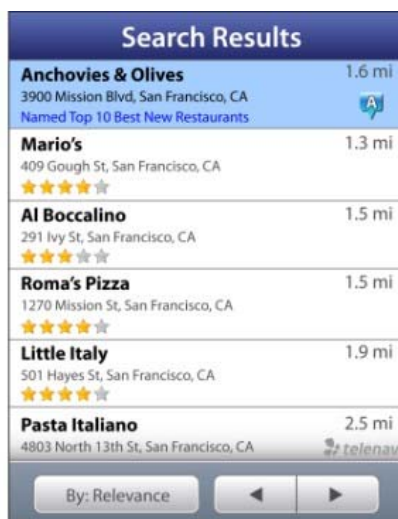 Search Results
Anchovies & Olives 1.6 mi
3900 Mission Blvd, San Francisco, CA
A
Named Top 10 Best New Restaurants
Mario's 1.3 mi
409 Gough St, San Francisco, CA
Al Boccalino 1.5 mi
291 Ivy St, San Francisco, CA
Roma's Pizza 1.5 mi
1270 Mission St, San Francisco, CA
Little Italy 1.9 mi
501 Hayes St, San Francisco, CA
Pasta Italiano 2.5 mi
4803 North 13th St, San Francisco, CA telenav
By: Relevance